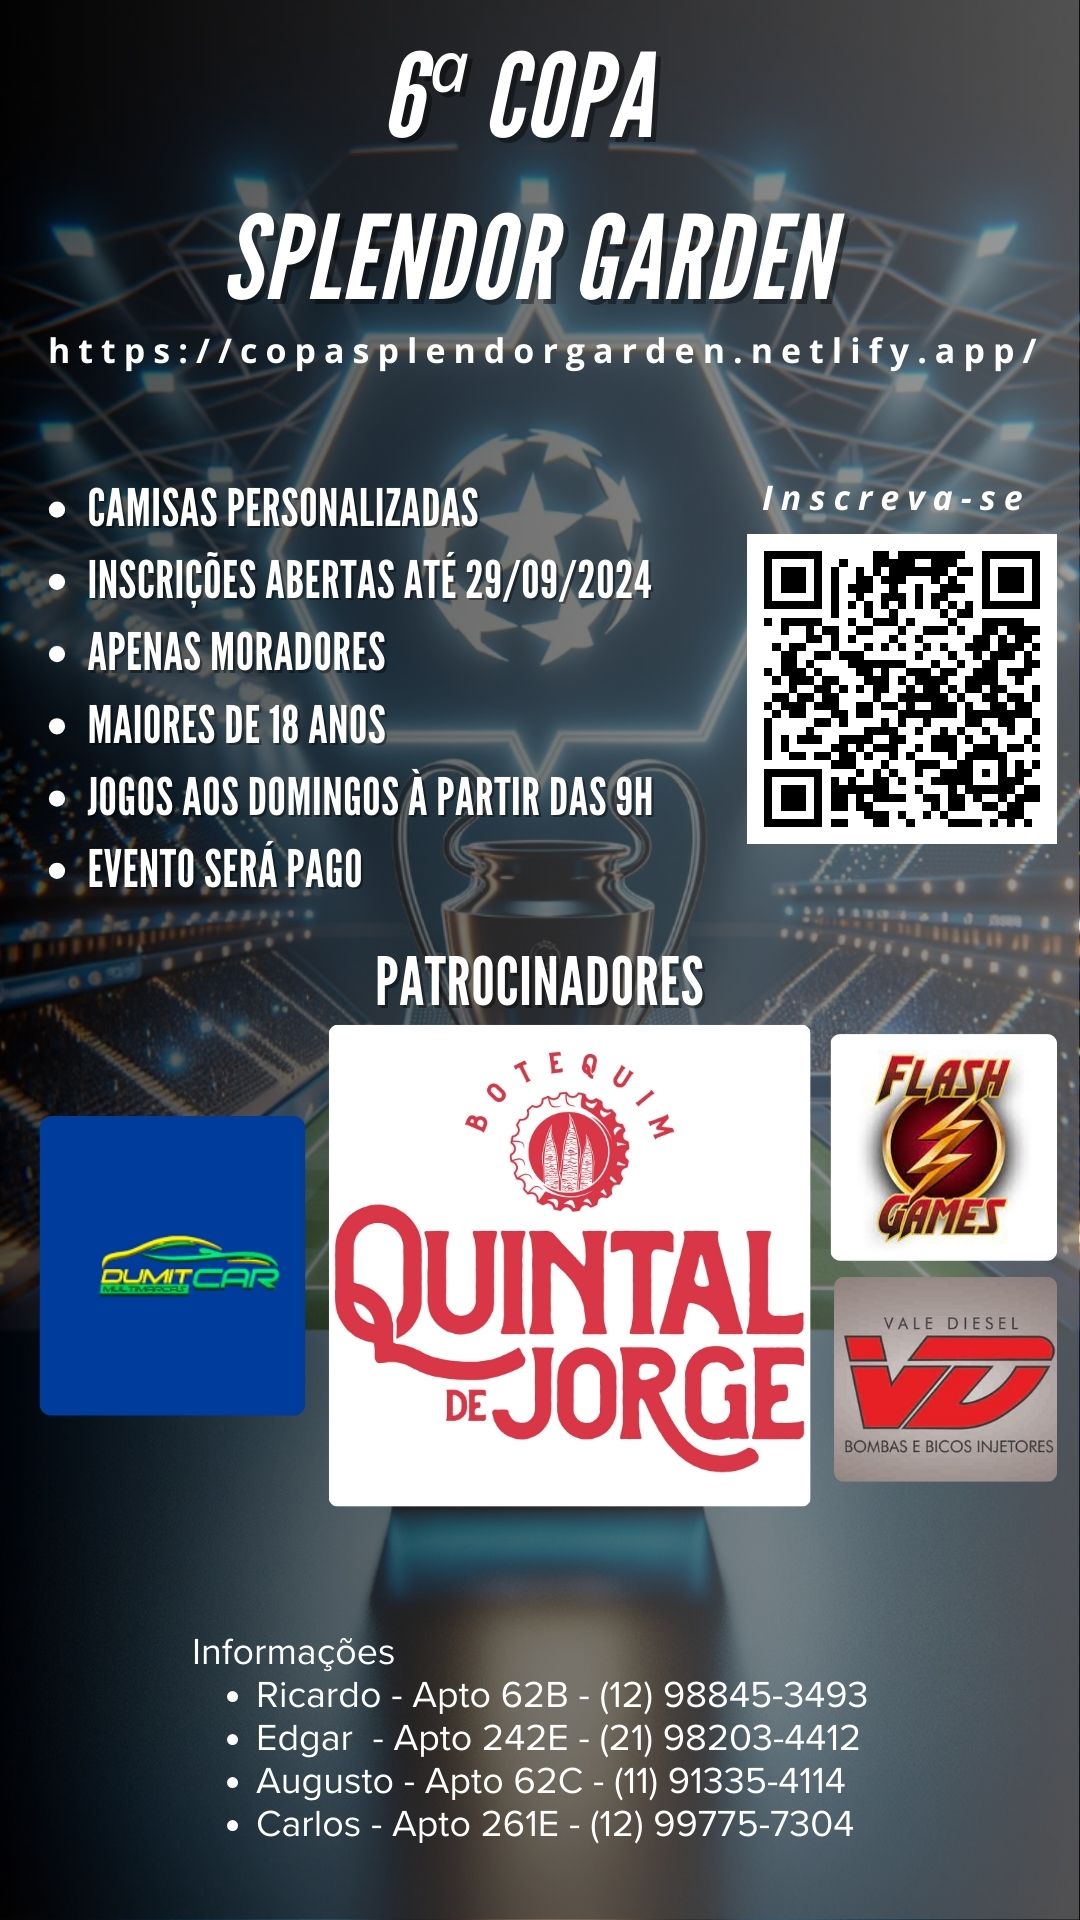 6ª COPA
SPLENDOR GARDEN
https://copasplendorgarden.netlify.app/
• CAMISAS PERSONALIZADAS
• INSCRIÇÕES ABERTAS ATÉ 29/09/2024
• APENAS MORADORES
• MAIORES DE 18 ANOS
• JOGOS AOS DOMINGOS À PARTIR DAS 9H
• EVENTO SERÁ PAGO
Inscreva-se
PATROCINADORES
DUMITCAR
MULTIMARCAS
BOTEQUIM
QUINTAL
DE JORGE
FLASH
GAMES
VALE DIESEL
VD
BOMBAS E BICOS INJETORES
Informações
• Ricardo - Apto 62B - (12) 98845-3493
• Edgar - Apto 242E - (21) 98203-4412
• Augusto - Apto 62C - (11) 91335-4114
• Carlos - Apto 261E - (12) 99775-7304